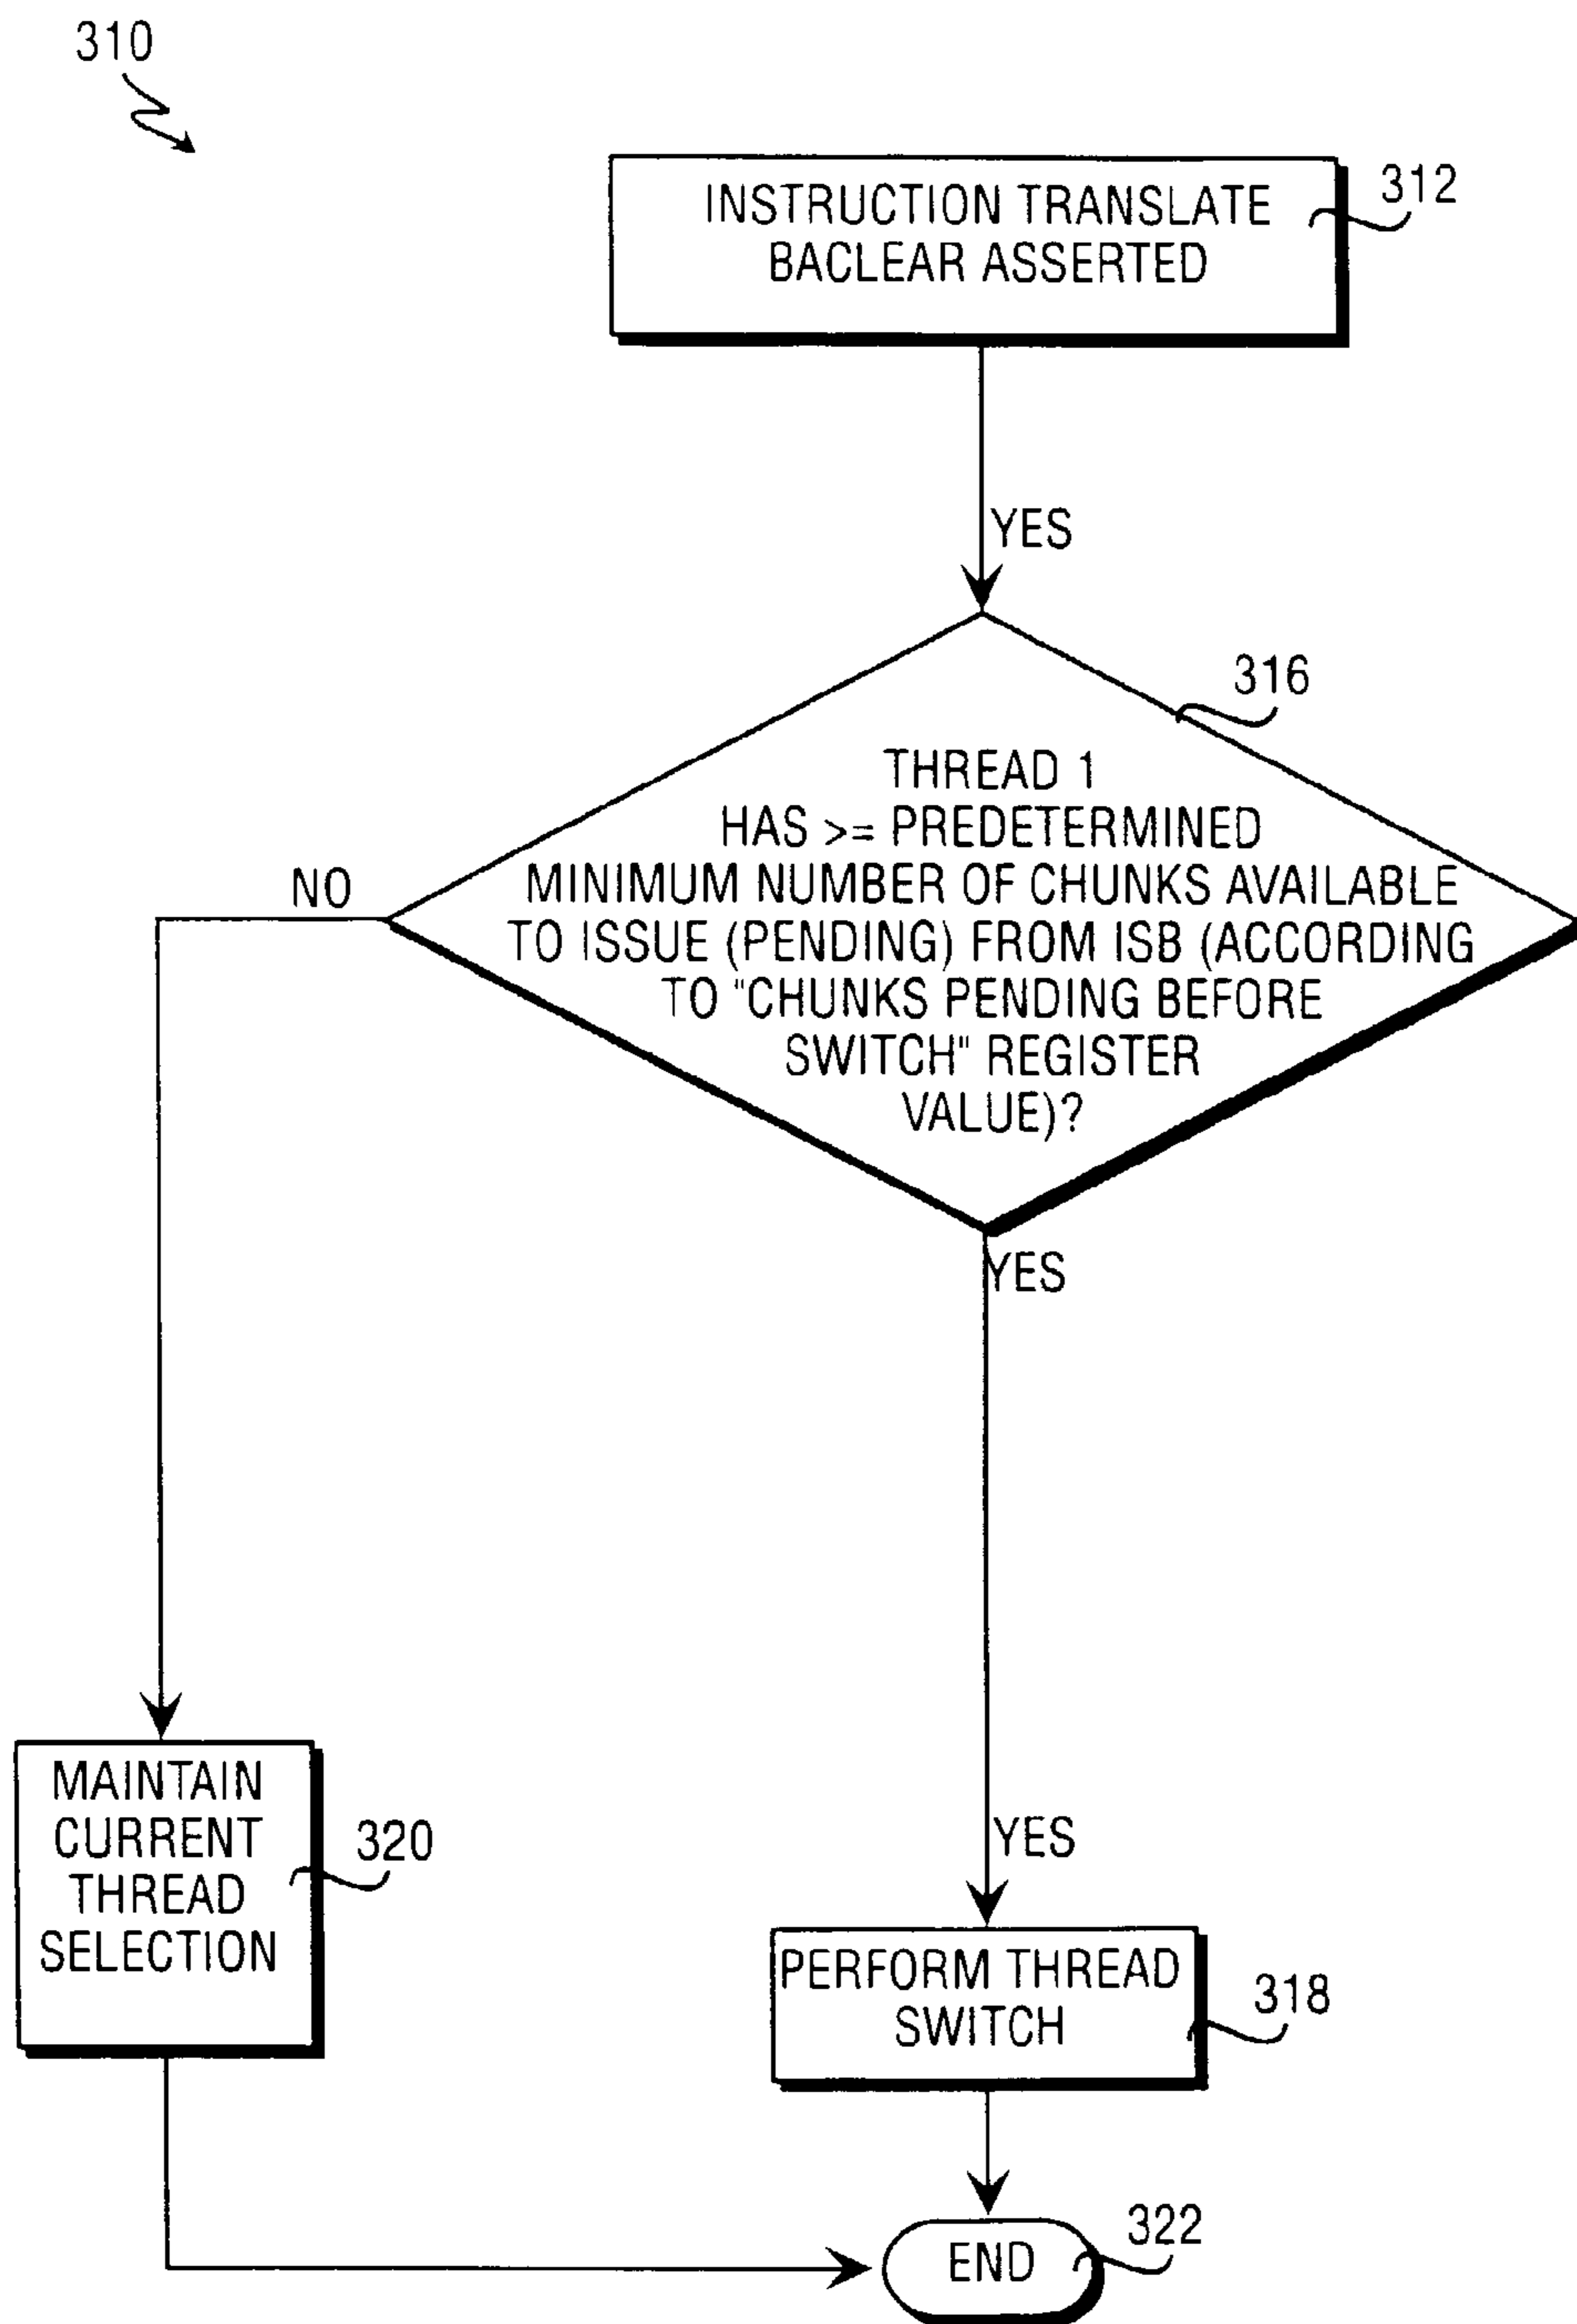 310
INSTRUCTION TRANSLATE
BACLEAR ASSERTED
312
YES
316
THREAD 1
HAS >= PREDETERMINED
MINIMUM NUMBER OF CHUNKS AVAILABLE
TO ISSUE (PENDING) FROM ISB (ACCORDING
TO "CHUNKS PENDING BEFORE
SWITCH" REGISTER
VALUE)?
NO
YES
MAINTAIN
CURRENT
THREAD
SELECTION
320
YES
PERFORM THREAD
SWITCH
318
END
322